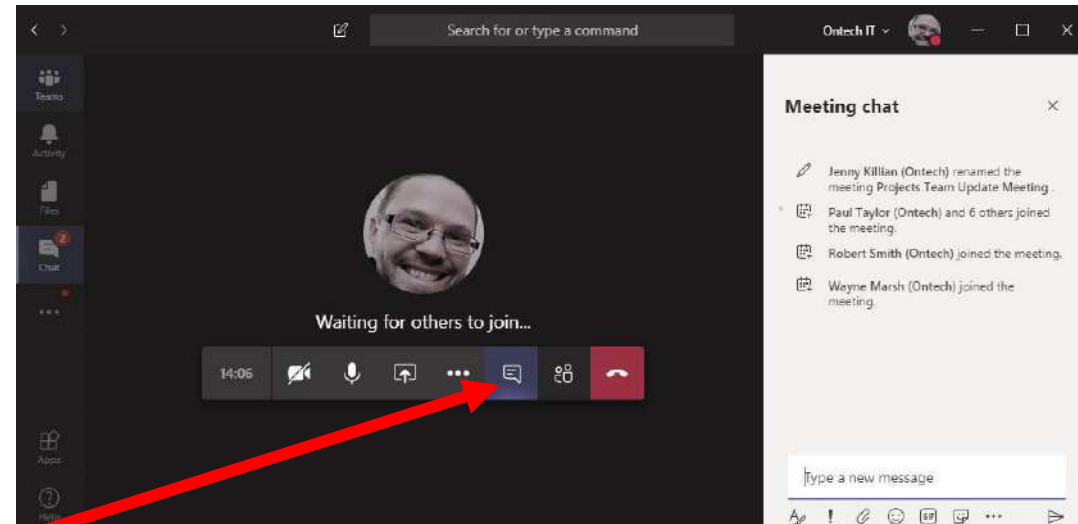 Search for or type a command
Ontech IT
Teams
Activity
Files
2
Chat
Apps
Help
Waiting for others to join...
14:06
Meeting chat
Jenny Killian (Ontech) renamed the
meeting Projects Team Update Meeting .
Paul Taylor (Ontech) and 6 others joined
the meeting.
Robert Smith (Ontech) joined the meeting.
Wayne Marsh (Ontech) joined the
meeting.
Type a new message
GIF